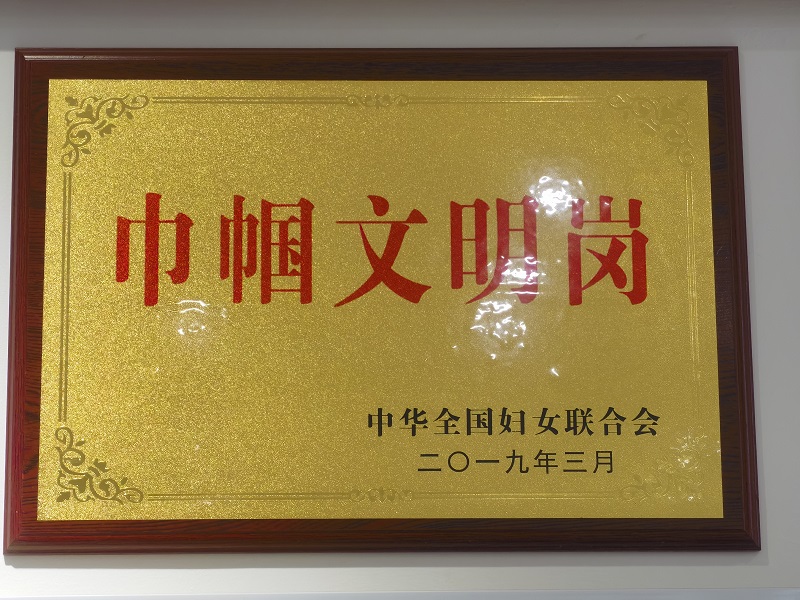 巾帼文明岗
中华全国妇女联合会
二〇一九年三月